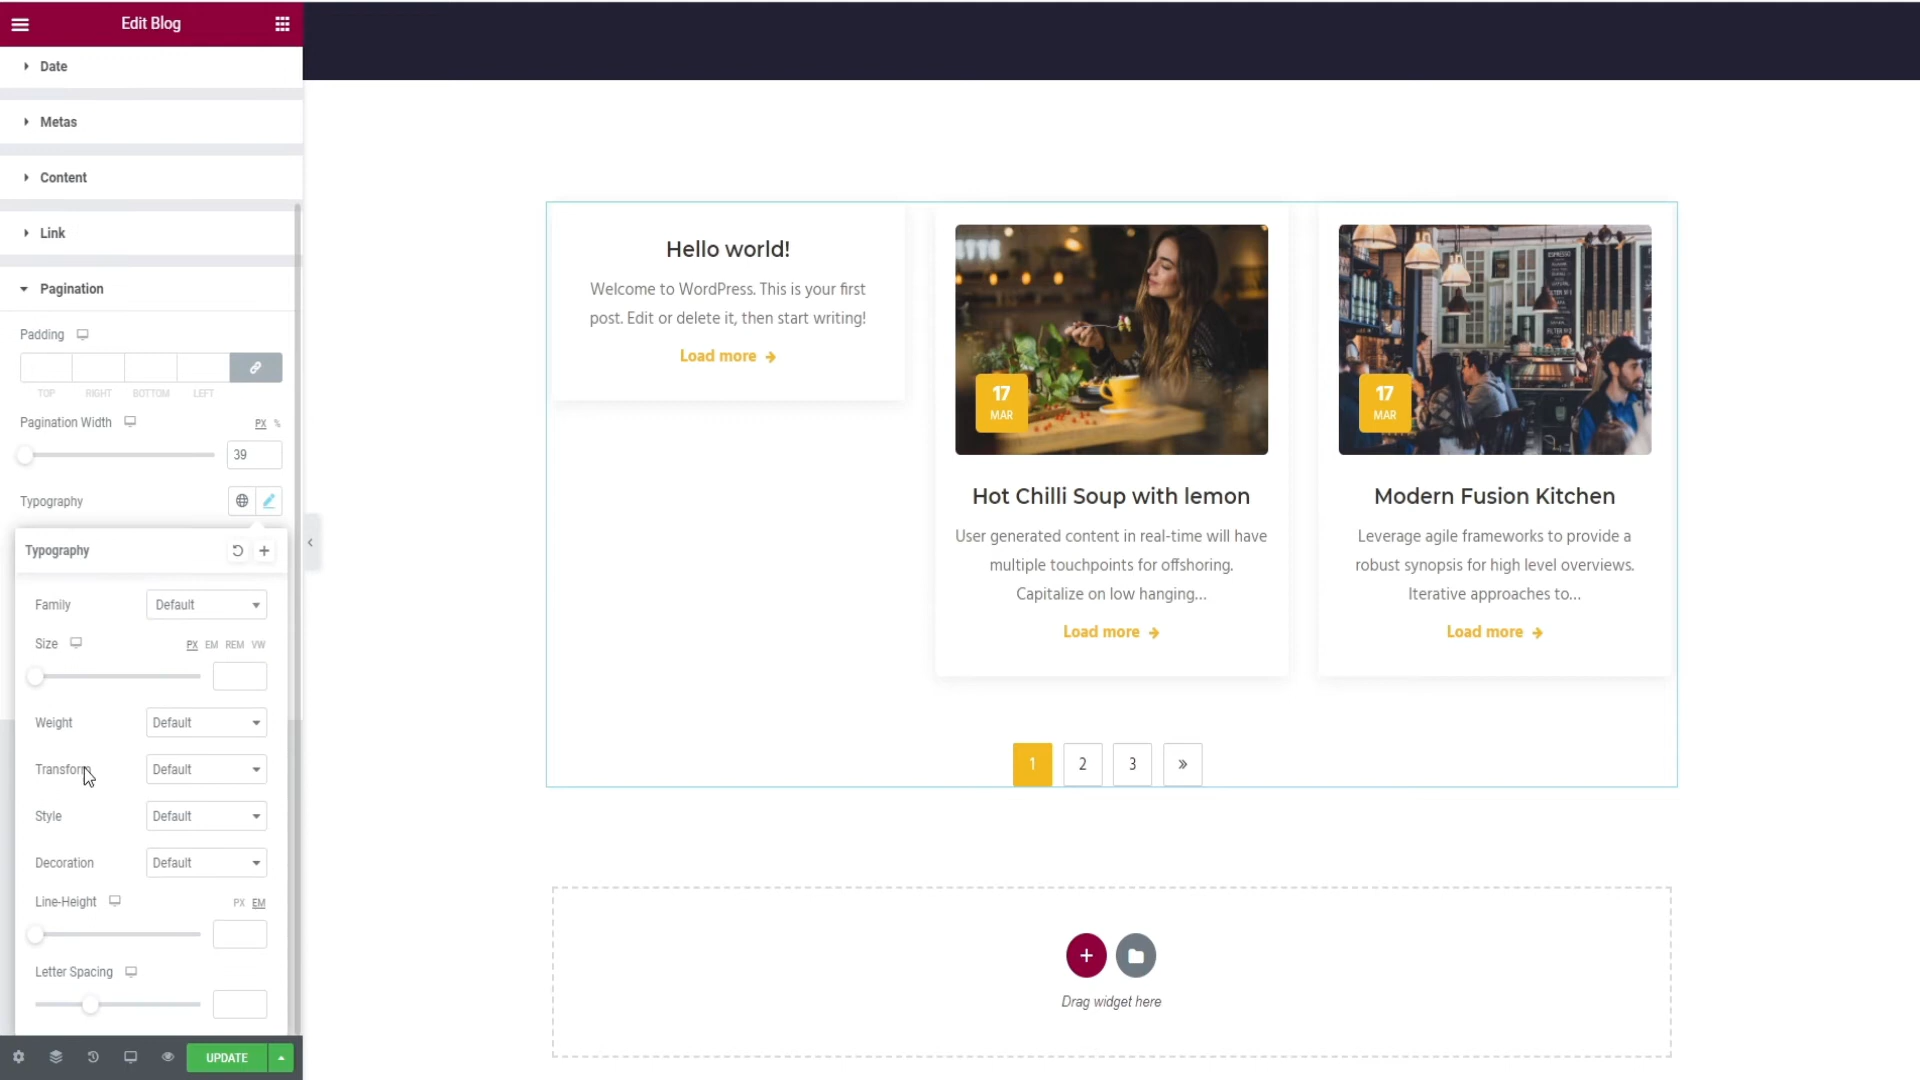 Edit Blog
Date
Metas
Content
Link
Pagination
Padding
TOP RIGHT BOTTOM LEFT
Pagination Width PX %
39
Typography
Typography
Family Default
Size PX EM REM VW
Weight Default
Transform Default
Style Default
Decoration Default
Line-Height PX EM
Letter Spacing
UPDATE
Hello world!
Welcome to WordPress. This is your first
post. Edit or delete it, then start writing!
Load more
17
MAR
Hot Chilli Soup with lemon
User generated content in real-time will have
multiple touchpoints for offshoring.
Capitalize on low hanging...
Load more
ESPRESSO
17
MAR
Modern Fusion Kitchen
Leverage agile frameworks to provide a
robust synopsis for high level overviews.
Iterative approaches to...
Load more
1 2 3 »
Drag widget here